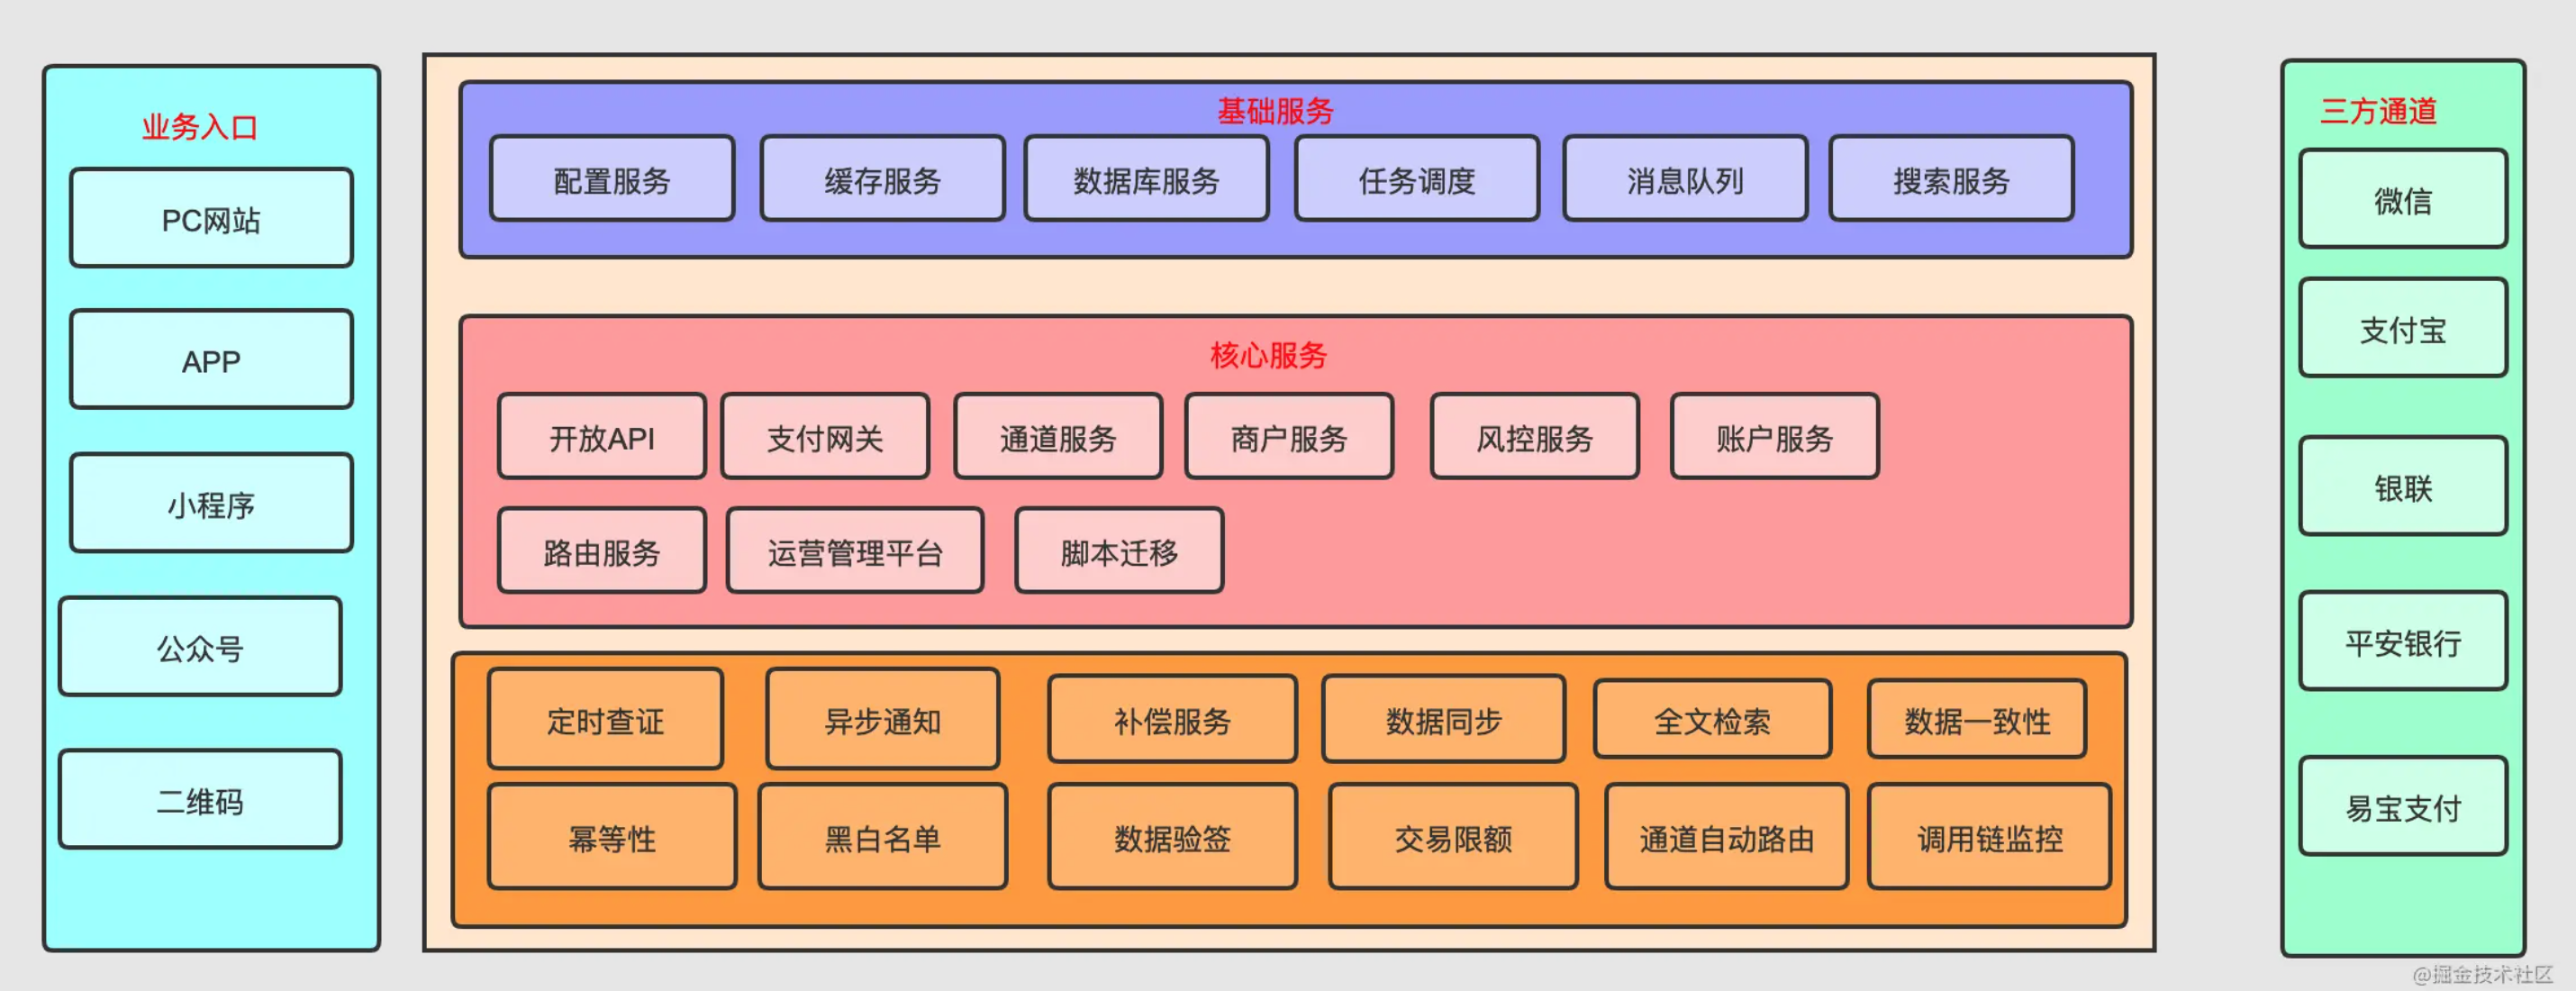 业务入口
PC网站
APP
小程序
公众号
二维码
基础服务
配置服务
缓存服务
数据库服务
任务调度
消息队列
搜索服务
核心服务
开放API
支付网关
通道服务
商户服务
风控服务
账户服务
路由服务
运营管理平台
脚本迁移
定时查证
异步通知
补偿服务
数据同步
全文检索
数据一致性
幂等性
黑白名单
数据验签
交易限额
通道自动路由
调用链监控
三方通道
微信
支付宝
银联
平安银行
易宝支付
@掘金技术社区